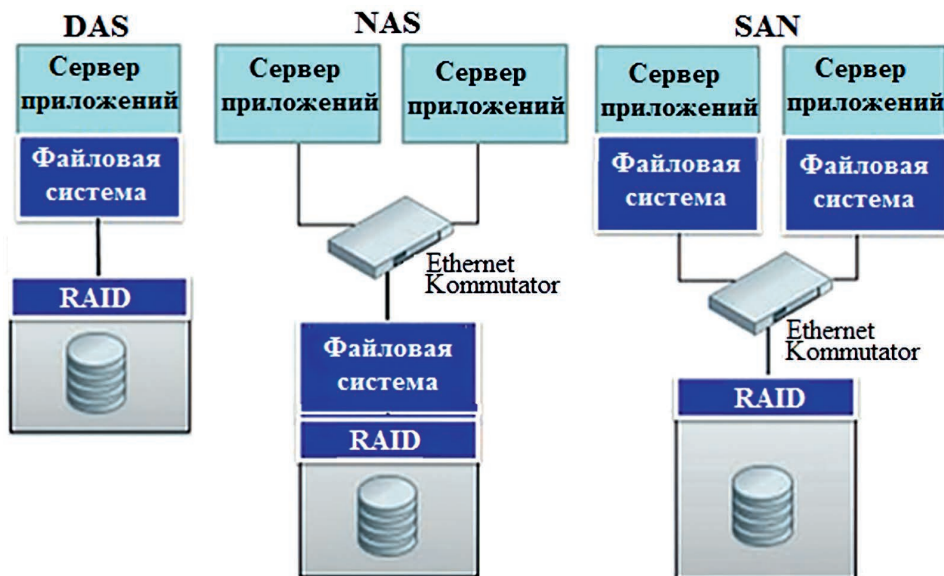 DAS
Сервер
приложений
Файловая
система
RAID
NAS
Сервер
приложений
Сервер
приложений
Ethernet
Kommutator
Файловая
система
RAID
SAN
Сервер
приложений
Сервер
приложений
Файловая
система
Файловая
система
Ethernet
Kommutator
RAID